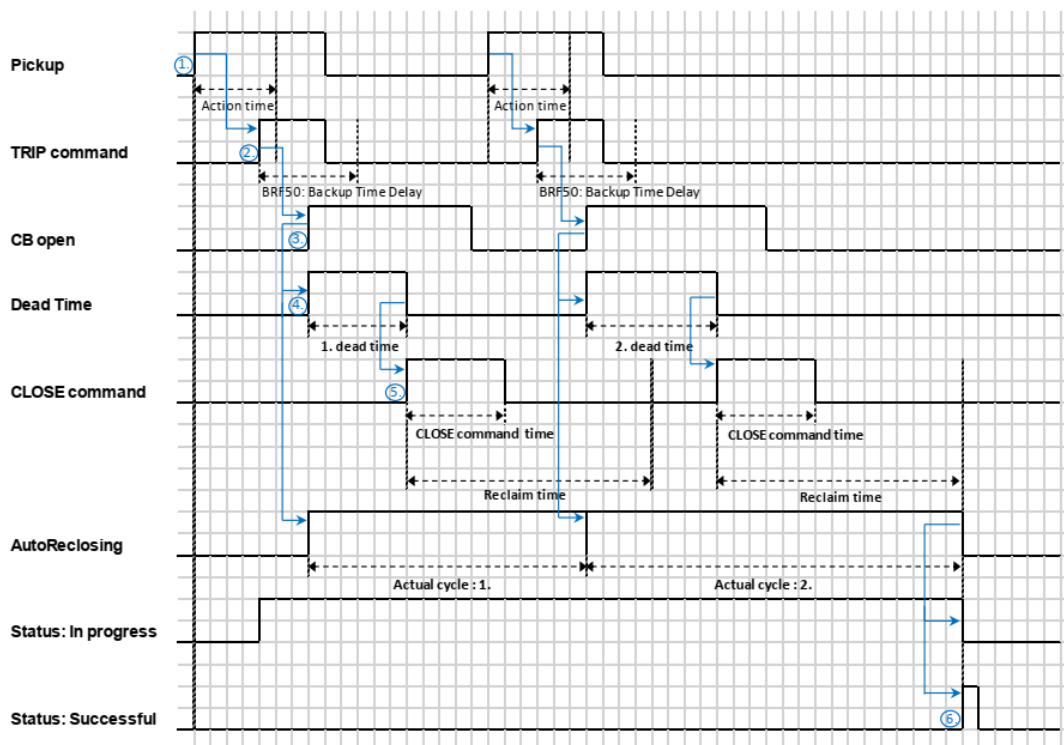 Pickup
1.
Action time
Action time
TRIP command
2.
BRF50: Backup Time Delay
BRF50: Backup Time Delay
CB open
3.
Dead Time
4.
1. dead time
2. dead time
CLOSE command
5.
CLOSE command time
CLOSE command time
Reclaim time
Reclaim time
AutoReclosing
Actual cycle : 1.
Actual cycle : 2.
Status: In progress
Status: Successful
6.